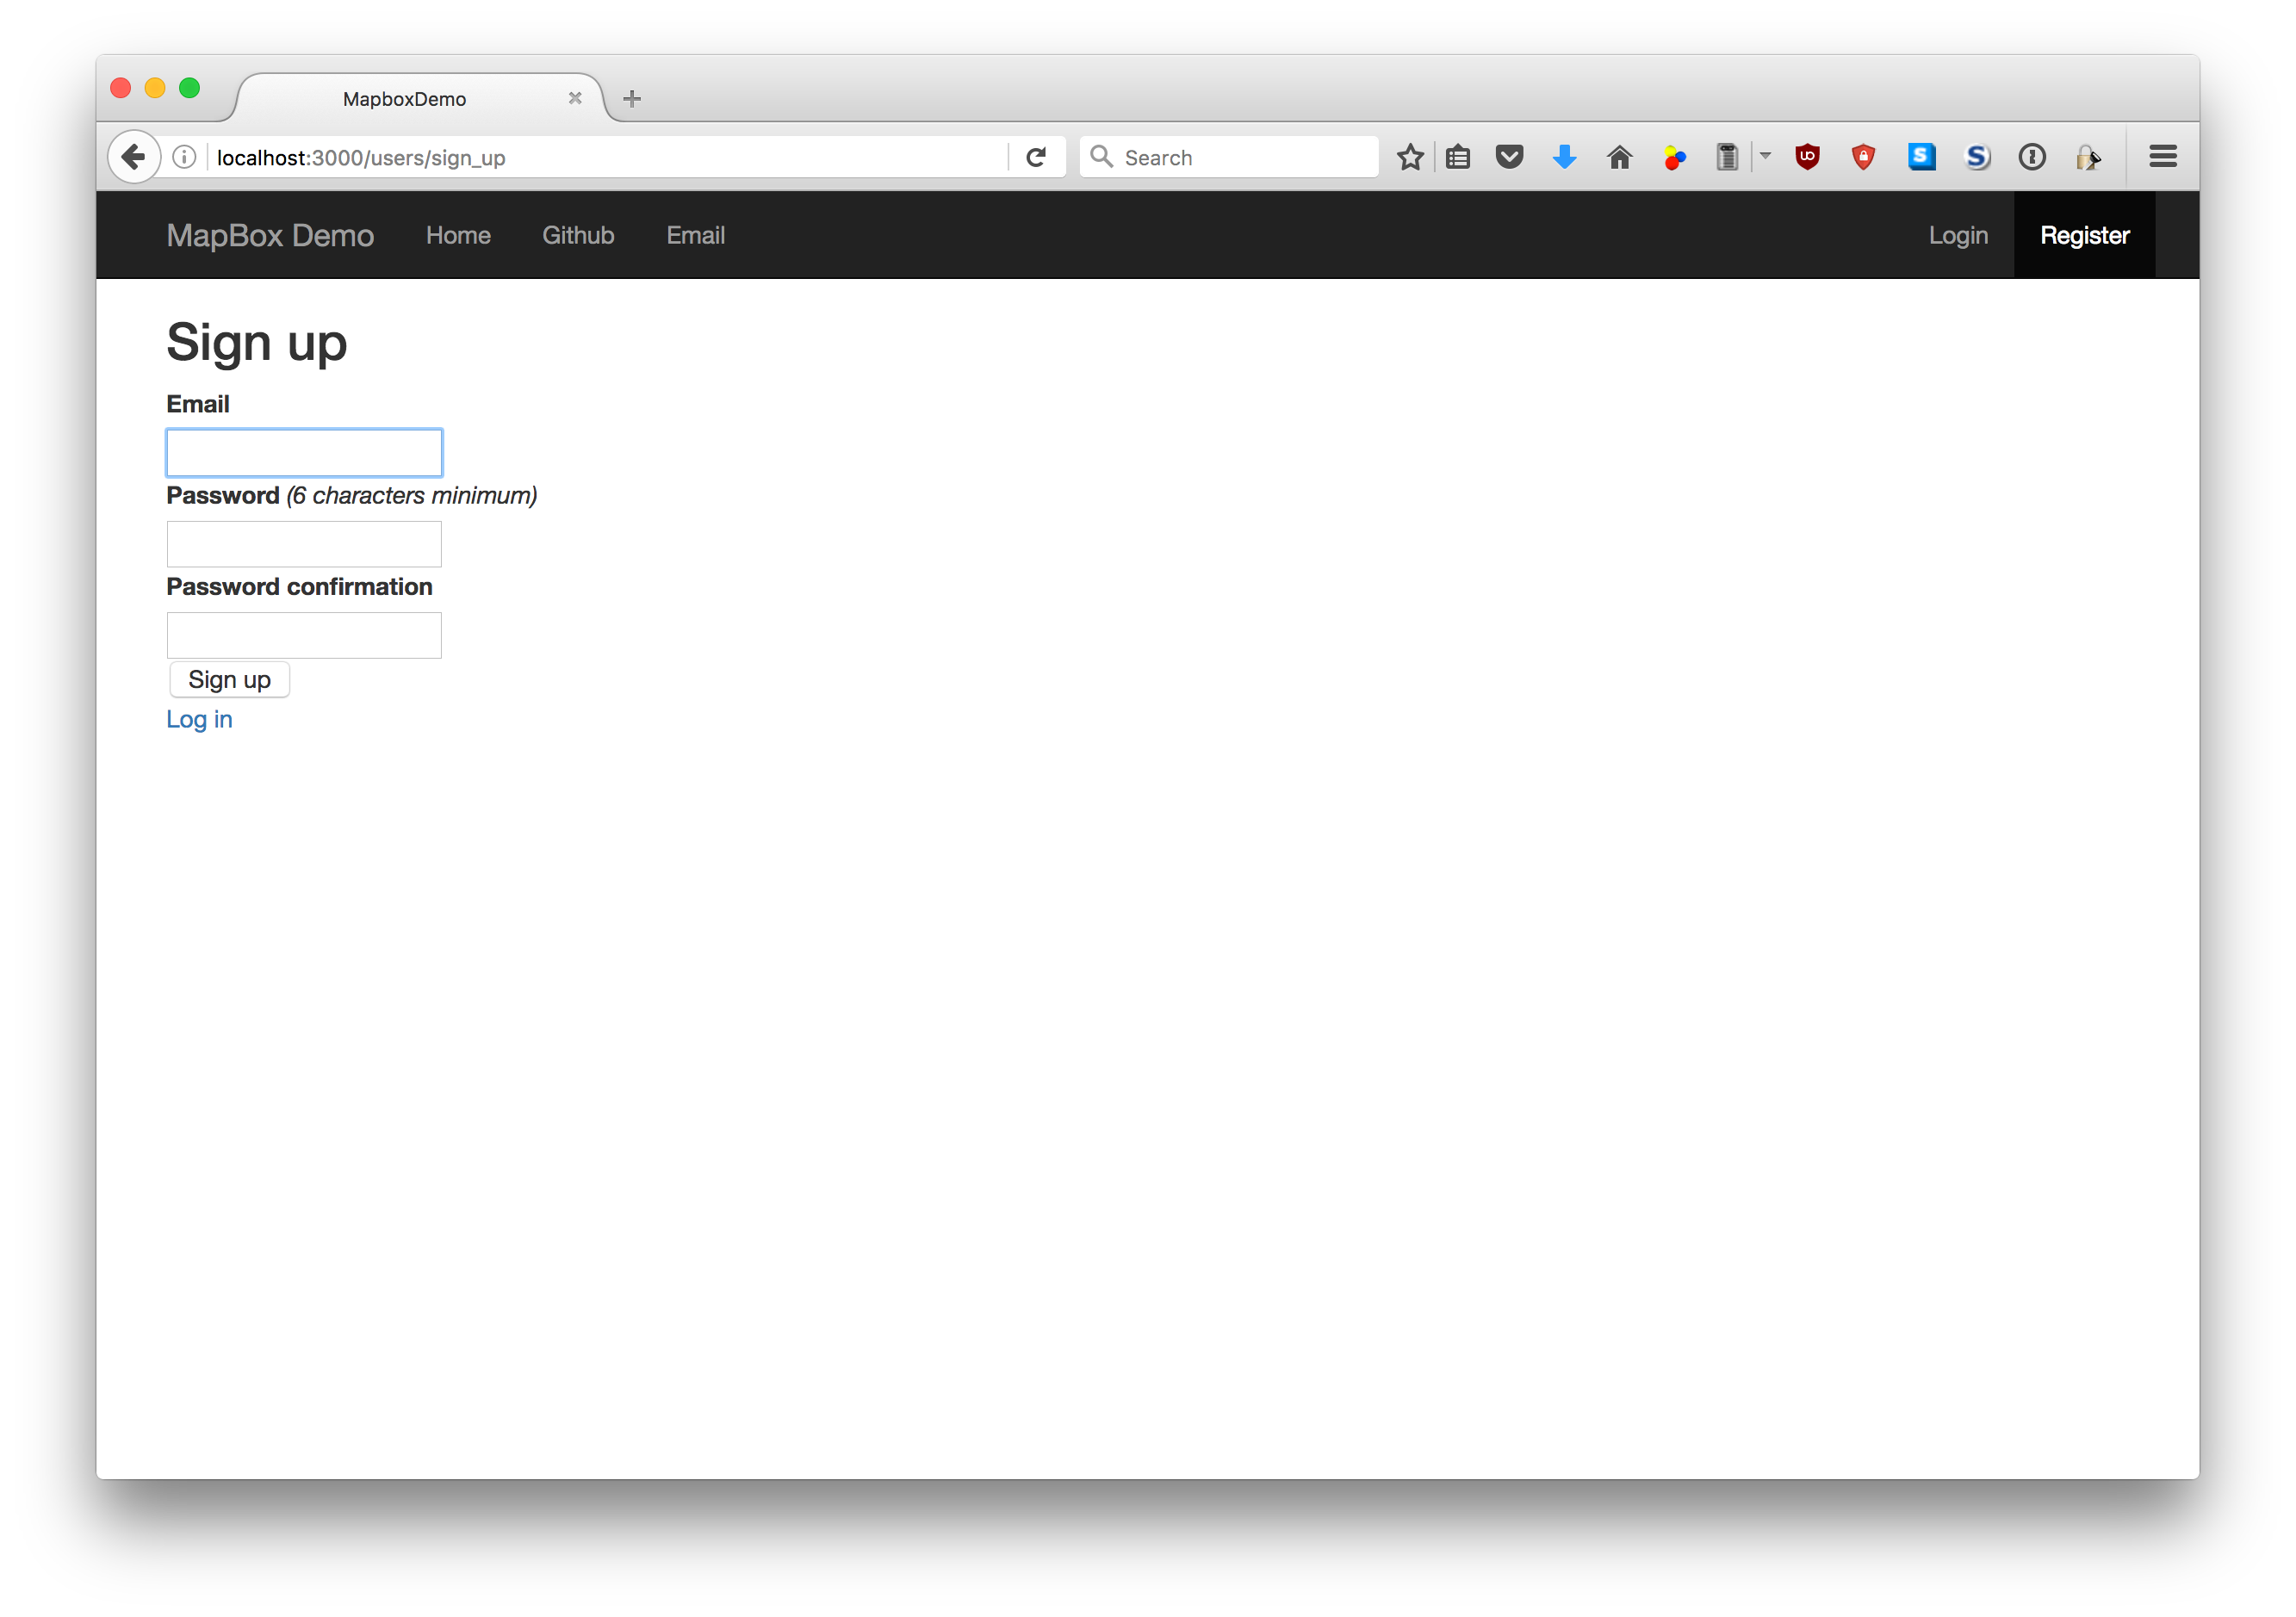 MapboxDemo
localhost:3000/users/sign_up
Search
MapBox Demo Home Github Email Login Register
Sign up
Email
Password (6 characters minimum)
Password confirmation
Sign up
Log in